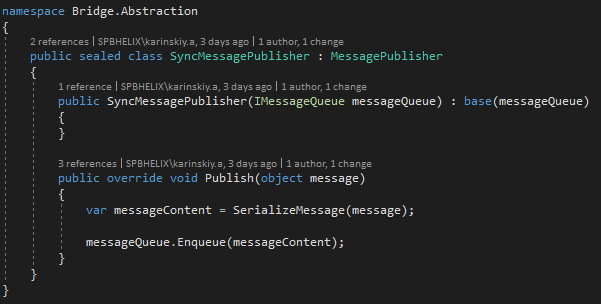 namespace Bridge.Abstraction
{
2 references | SPBHELIX\karinskiy.a, 3 days ago | 1 author, 1 change
public sealed class SyncMessagePublisher : MessagePublisher
{
1 reference | SPBHELIX\karinskiy.a, 3 days ago | 1 author, 1 change
public SyncMessagePublisher(IMessageQueue messageQueue) : base(messageQueue)
{
}
3 references | SPBHELIX\karinskiy.a, 3 days ago | 1 author, 1 change
public override void Publish(object message)
{
var messageContent = SerializeMessage(message);
messageQueue.Enqueue(messageContent);
}
}
}